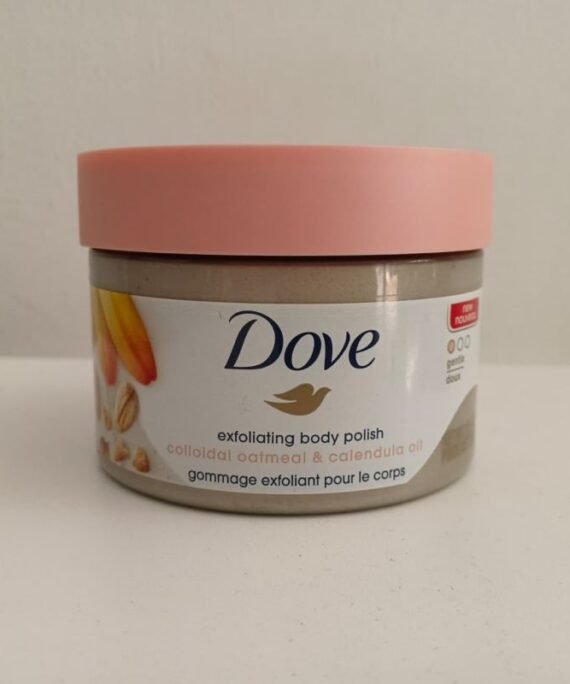 new
nouveau
Dove
gentle
doux
exfoliating body polish
colloidal oatmeal & calendula oil
gommage exfoliant pour le corps